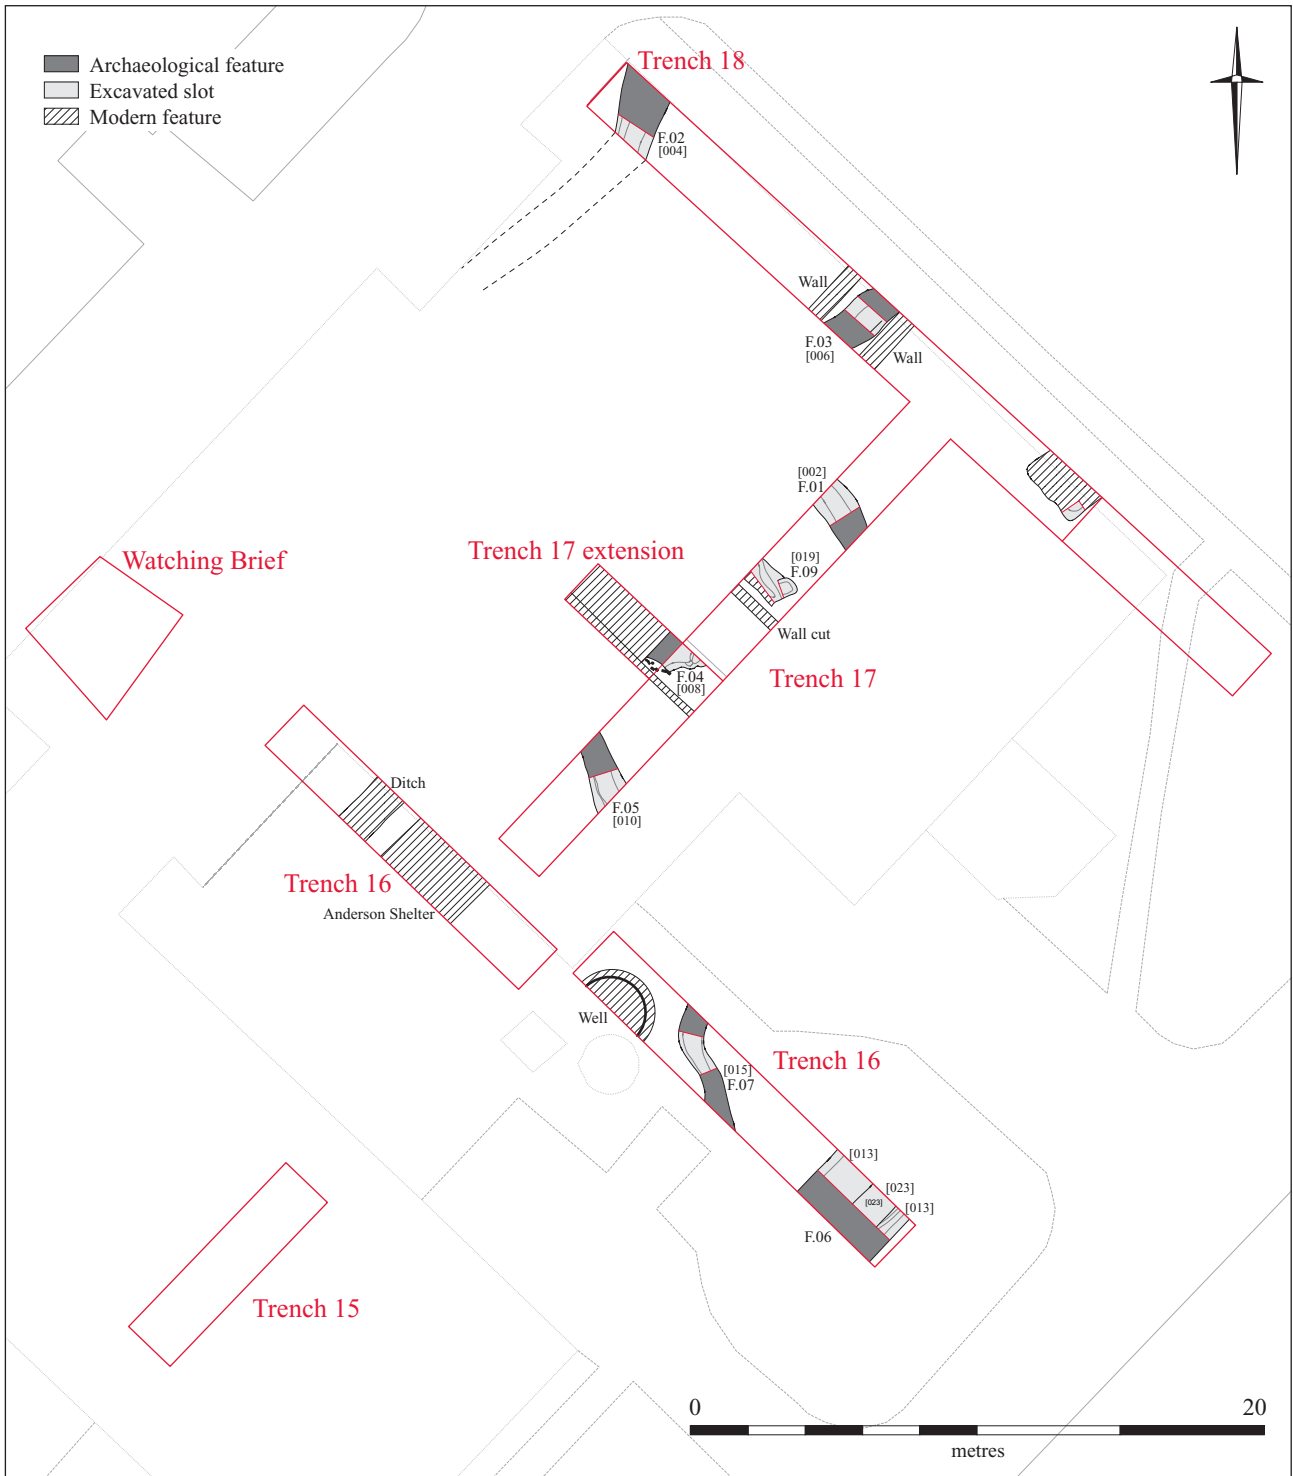 Trench 18
Archaeological feature
Excavated slot
Modern feature
F.02
[004]
Wall
F.03
[006]
Wall
[002]
F.01
Trench 17 extension
[019]
F.09
Watching Brief
Wall cut
F.04
[008]
Trench 17
Ditch
F.05
[010]
Trench 16
Anderson Shelter
Well
Trench 16
[015]
F.07
[013]
[023]
[023]
[013]
F.06
Trench 15
0
20
metres